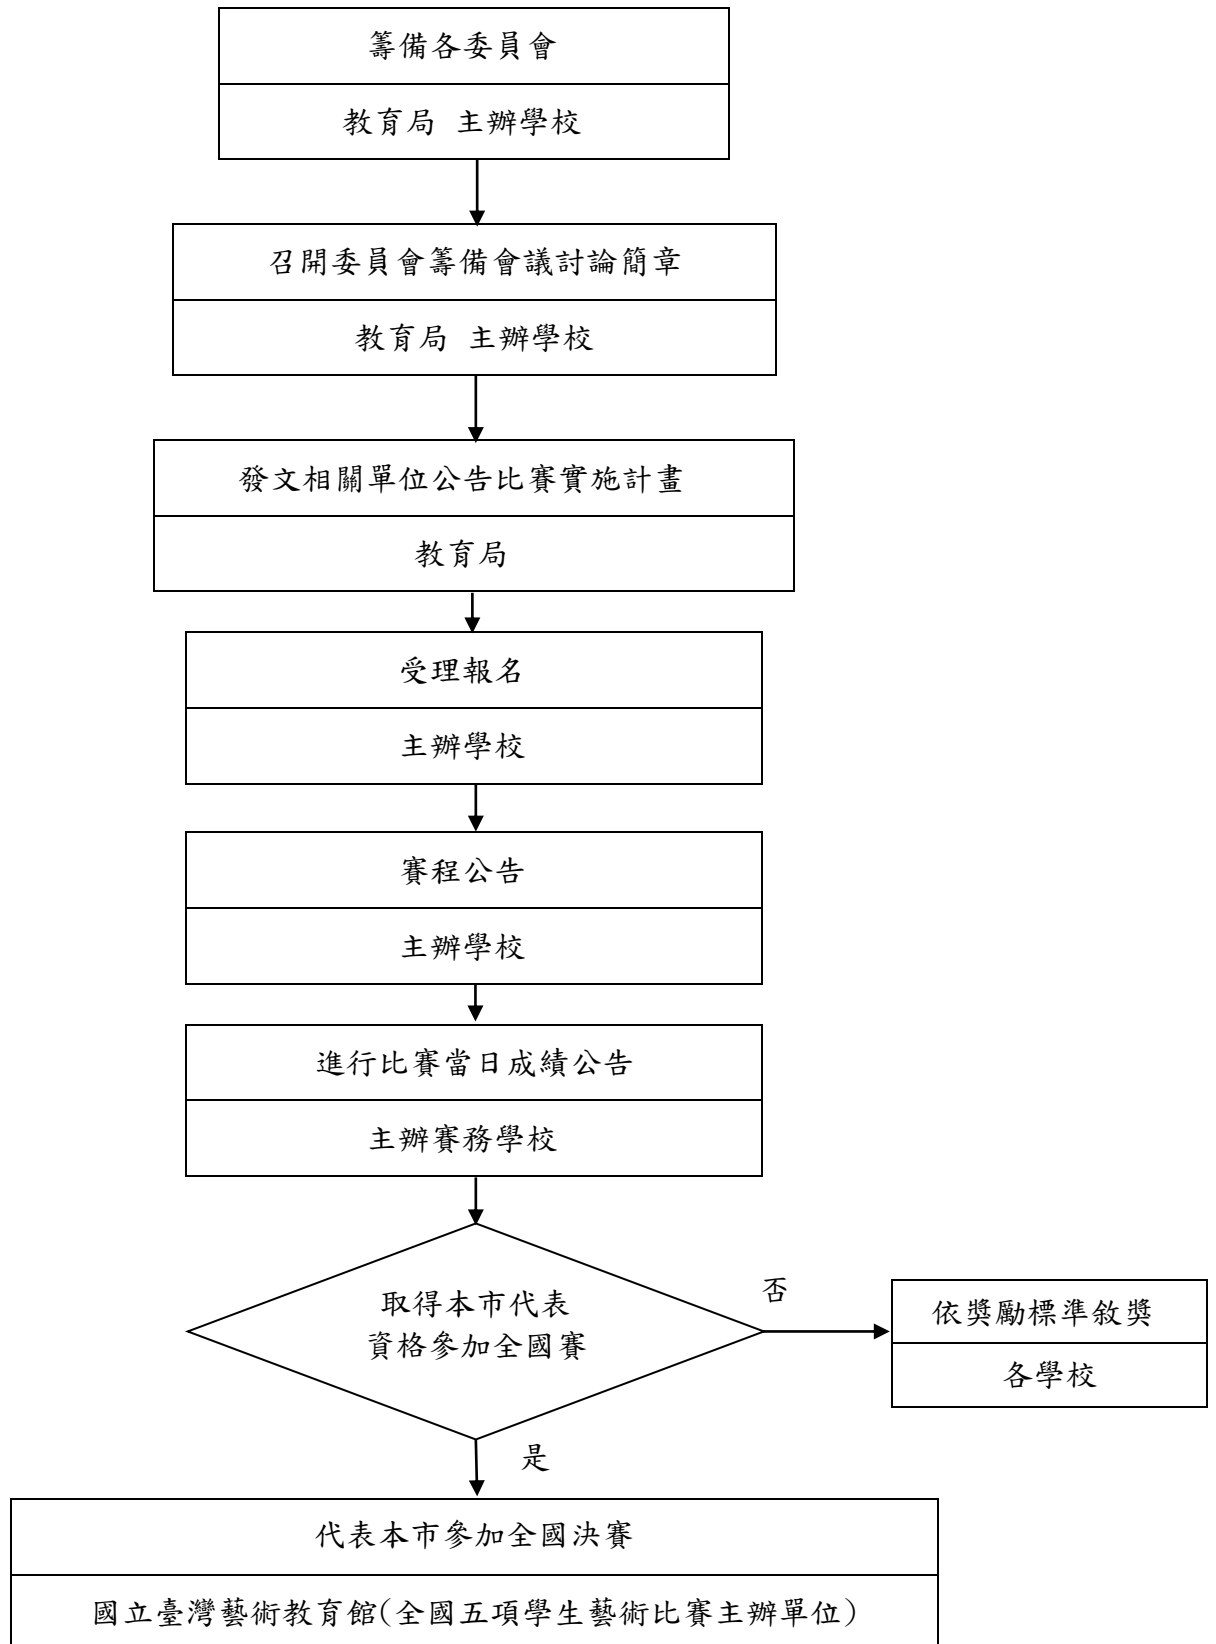 籌備各委員會
教育局 主辦學校
召開委員會籌備會議討論簡章
教育局 主辦學校
發文相關單位公告比賽實施計畫
教育局
受理報名
主辦學校
賽程公告
主辦學校
進行比賽當日成績公告
主辦賽務學校
取得本市代表
資格參加全國賽
否
依獎勵標準敘獎
各學校
是
代表本市參加全國決賽
國立臺灣藝術教育館(全國五項學生藝術比賽主辦單位)